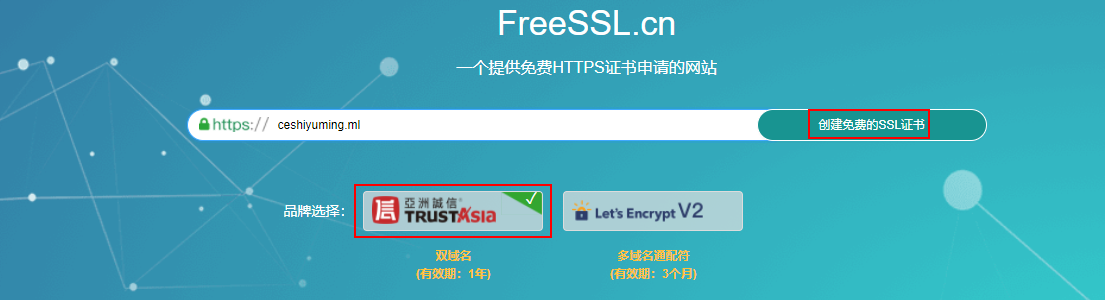 FreeSSL.cn
一个提供免费HTTPS证书申请的网站
https:// ceshiyuming.ml 创建免费的SSL证书
品牌选择： 亞洲誠信® TRUSTAsia Let's Encrypt V2
双域名 多域名通配符
(有效期：1年) (有效期：3个月)